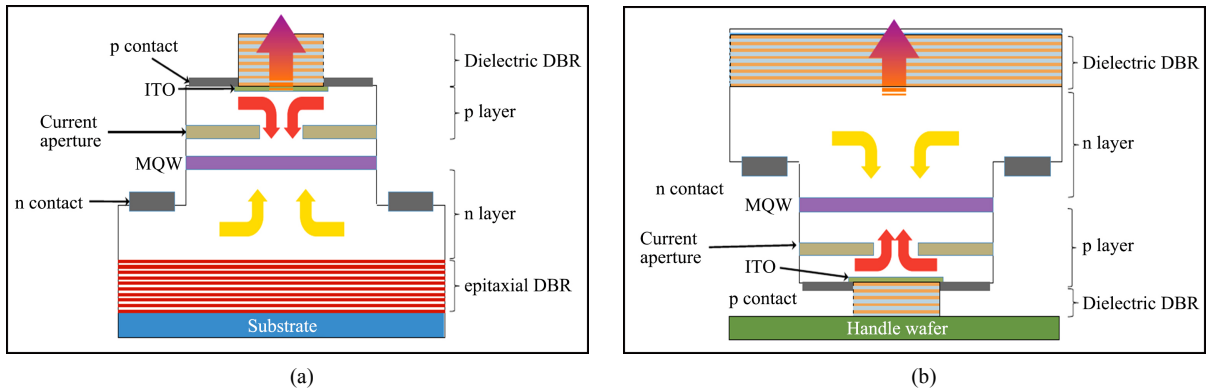 p contact
ITO
Current
aperture
MQW
n contact
Dielectric DBR
p layer
n layer
epitaxial DBR
Substrate
(a)
Dielectric DBR
n layer
n contact
MQW
Current
aperture
ITO
p contact
p layer
Dielectric DBR
Handle wafer
(b)